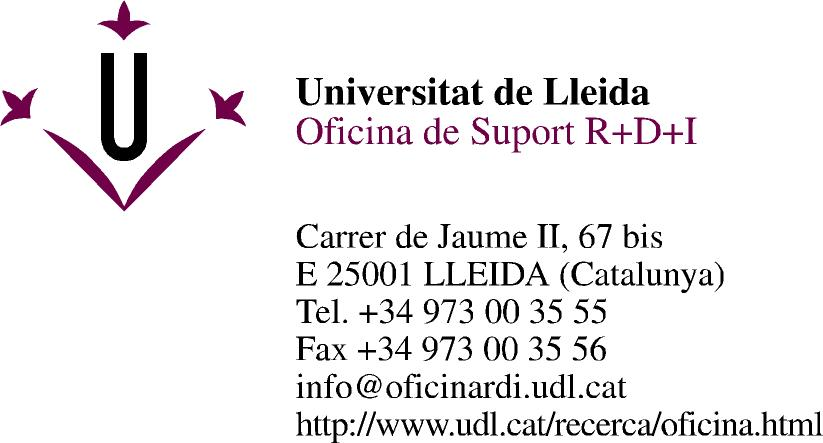 U
Universitat de Lleida
Oficina de Suport R+D+I
Carrer de Jaume II, 67 bis
E 25001 LLEIDA (Catalunya)
Tel. +34 973 00 35 55
Fax +34 973 00 35 56
info@oficinardi.udl.cat
http://www.udl.cat/recerca/oficina.html